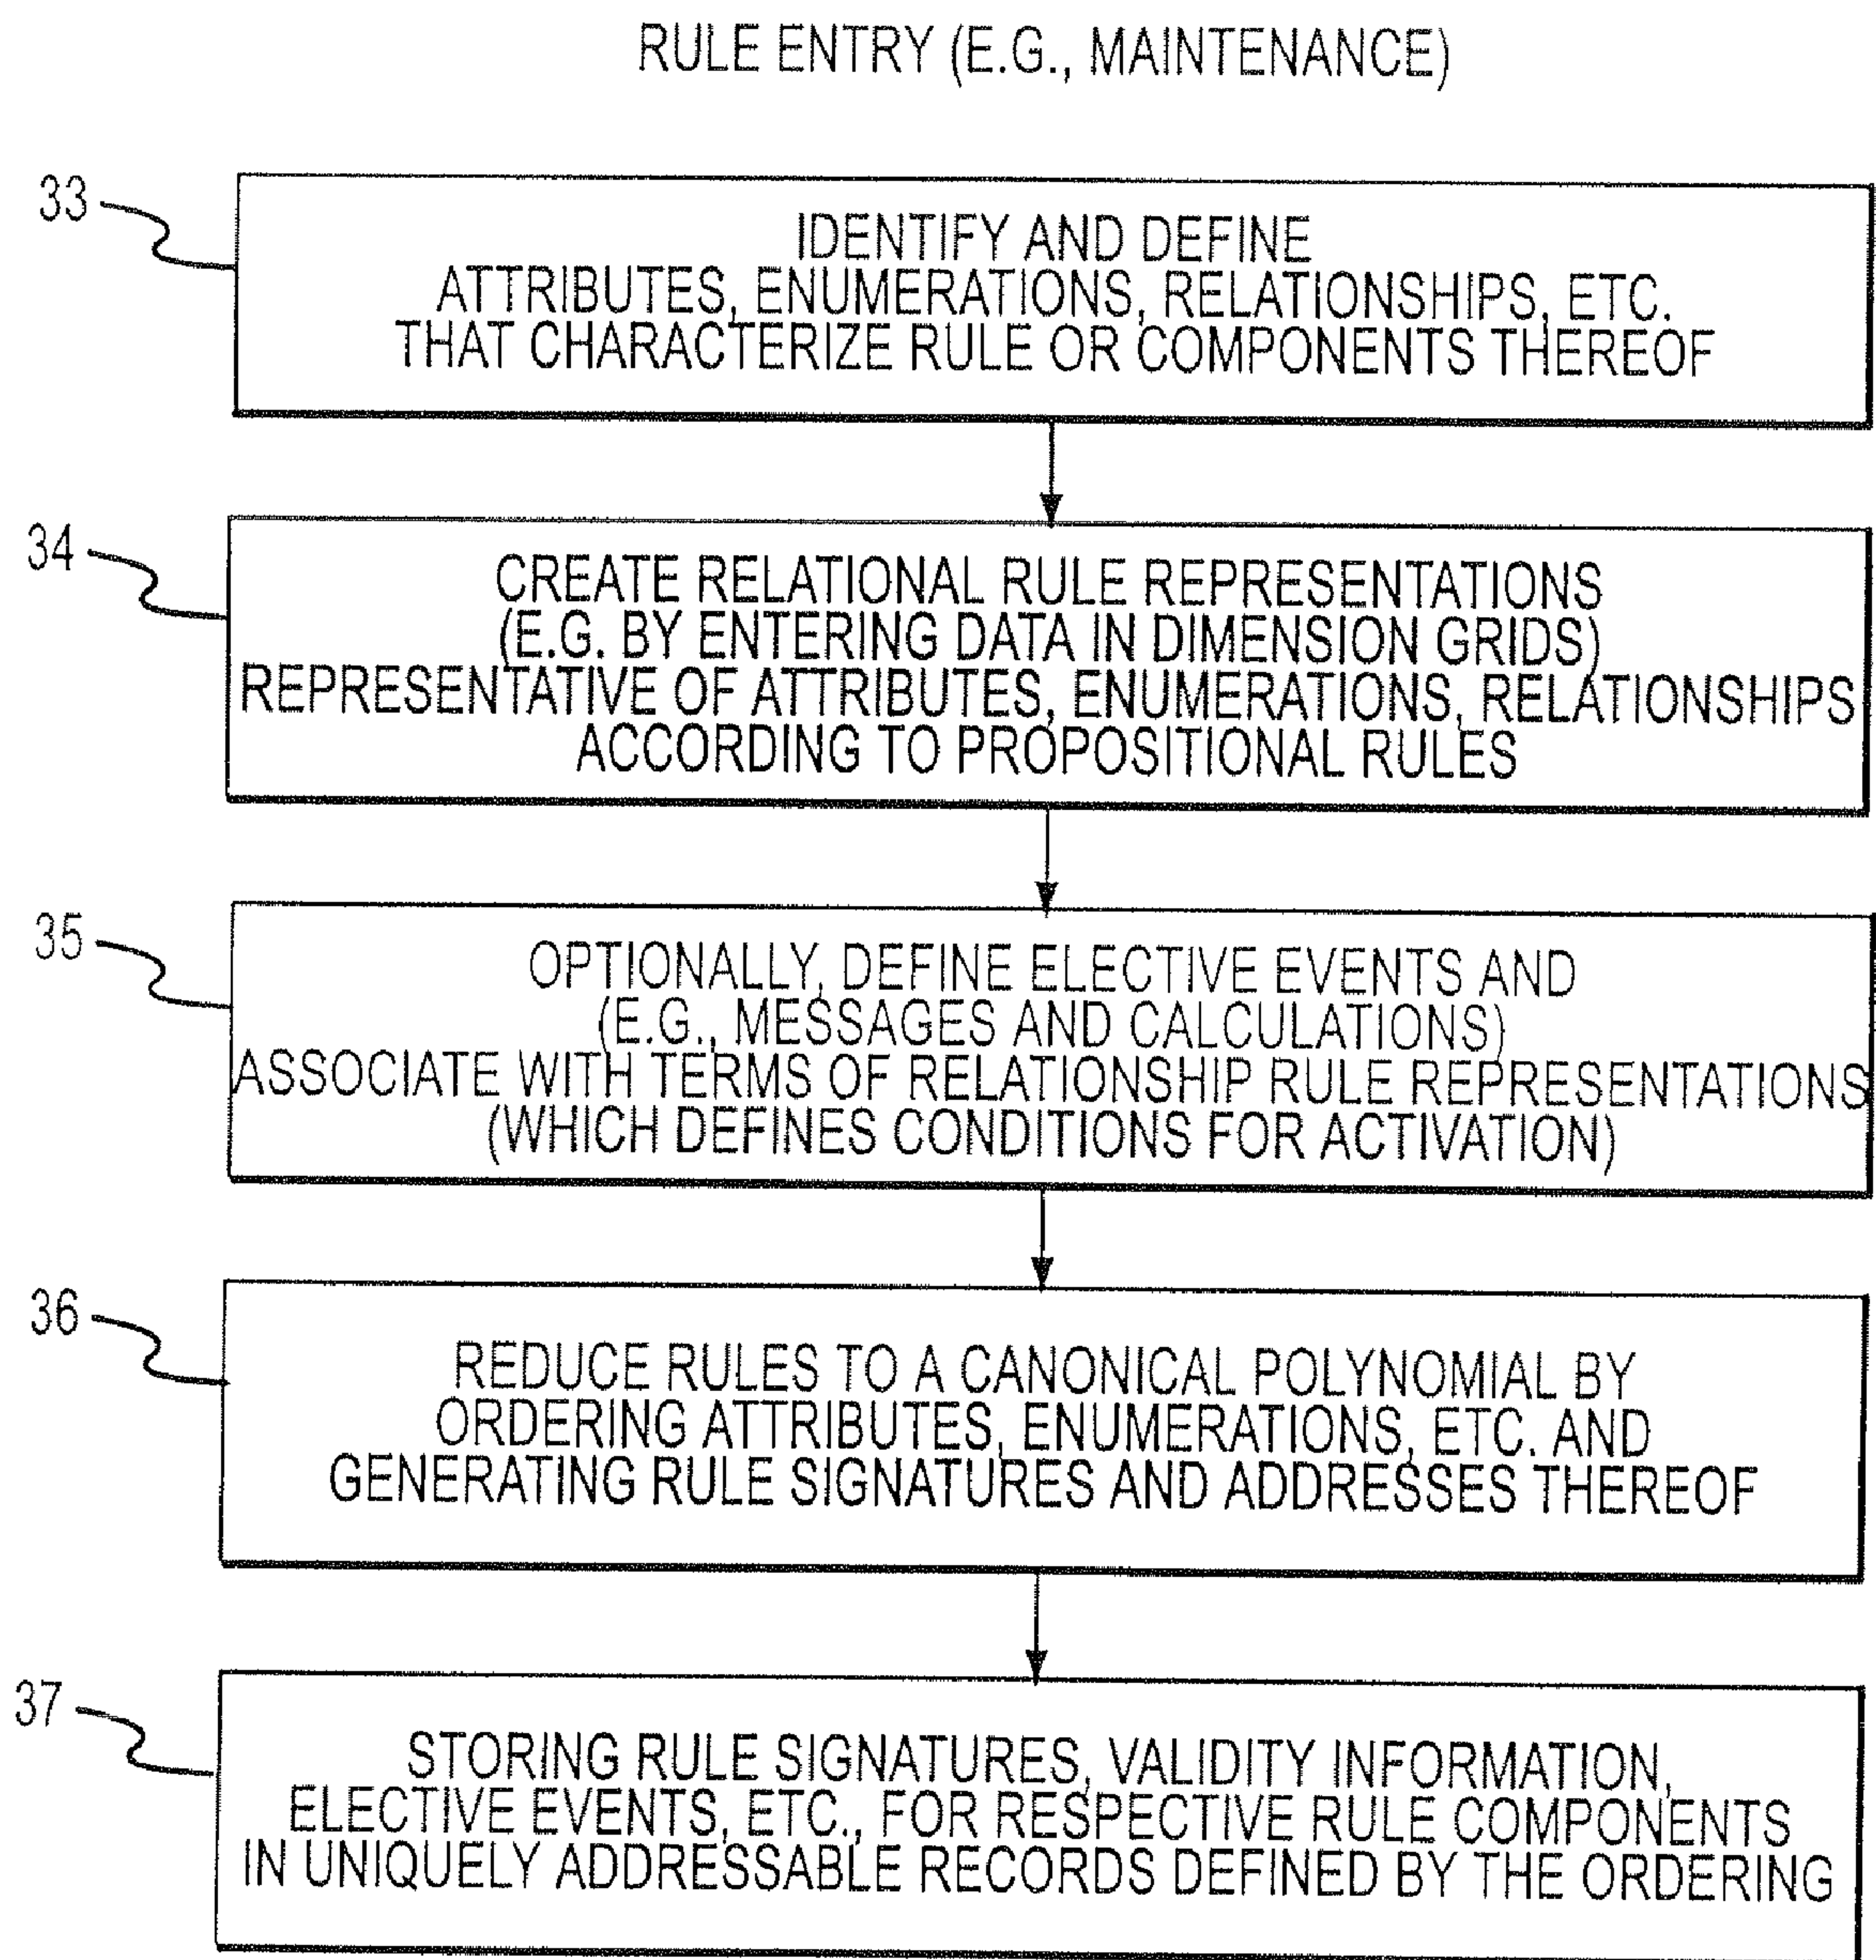 RULE ENTRY (E.G., MAINTENANCE)
33
IDENTIFY AND DEFINE
ATTRIBUTES, ENUMERATIONS, RELATIONSHIPS, ETC.
THAT CHARACTERIZE RULE OR COMPONENTS THEREOF
34
CREATE RELATIONAL RULE REPRESENTATIONS
(E.G. BY ENTERING DATA IN DIMENSION GRIDS)
REPRESENTATIVE OF ATTRIBUTES, ENUMERATIONS, RELATIONSHIPS
ACCORDING TO PROPOSITIONAL RULES
35
OPTIONALLY, DEFINE ELECTIVE EVENTS AND
(E.G., MESSAGES AND CALCULATIONS)
ASSOCIATE WITH TERMS OF RELATIONSHIP RULE REPRESENTATIONS
(WHICH DEFINES CONDITIONS FOR ACTIVATION)
36
REDUCE RULES TO A CANONICAL POLYNOMIAL BY
ORDERING ATTRIBUTES, ENUMERATIONS, ETC. AND
GENERATING RULE SIGNATURES AND ADDRESSES THEREOF
37
STORING RULE SIGNATURES, VALIDITY INFORMATION,
ELECTIVE EVENTS, ETC., FOR RESPECTIVE RULE COMPONENTS
IN UNIQUELY ADDRESSABLE RECORDS DEFINED BY THE ORDERING